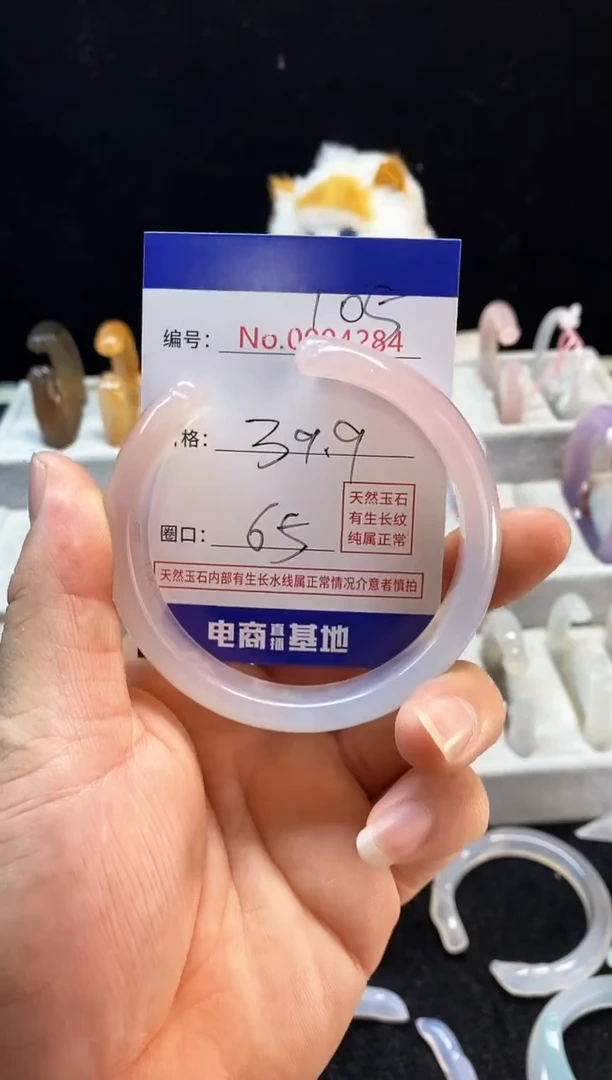 105
编号: No.0004284
格: 39.9
圈口: 65
天然玉石
有生长纹
纯属正常
天然玉石内部有生长水线属正常情况介意者慎拍
电商直播基地